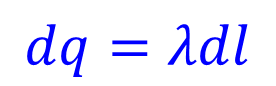 dq = λdl